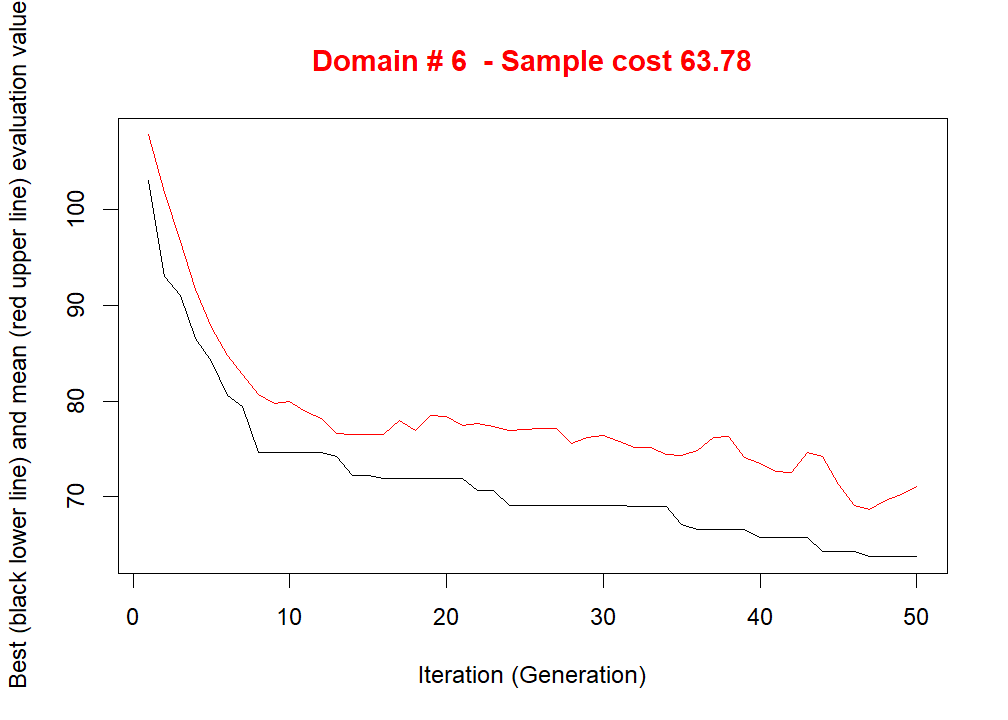 Domain # 6  - Sample cost 63.78
Best (black lower line) and mean (red upper line) evaluation value
100
90
80
70
0 10 20 30 40 50
Iteration (Generation)